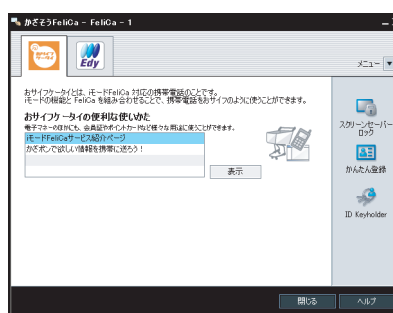 かざそうFeliCa - FeliCa - 1
Edy
メニュー
おサイフケータイとは、iモードFeliCa 対応の携帯電話のことです。
iモードの機能と FeliCa を組み合わせることで、携帯電話をおサイフのように使うことができます。
おサイフケータイの便利な使いかた
電子マネーのほかにも、会員証やポイントカードなど様々な用途に使うことができます。
iモードFeliCaサービス紹介ページ
かざポンで欲しい情報を携帯に送ろう!
表示
スクリーンセーバー
ロック
かんたん登録
ID Keyholder
閉じる
ヘルプ